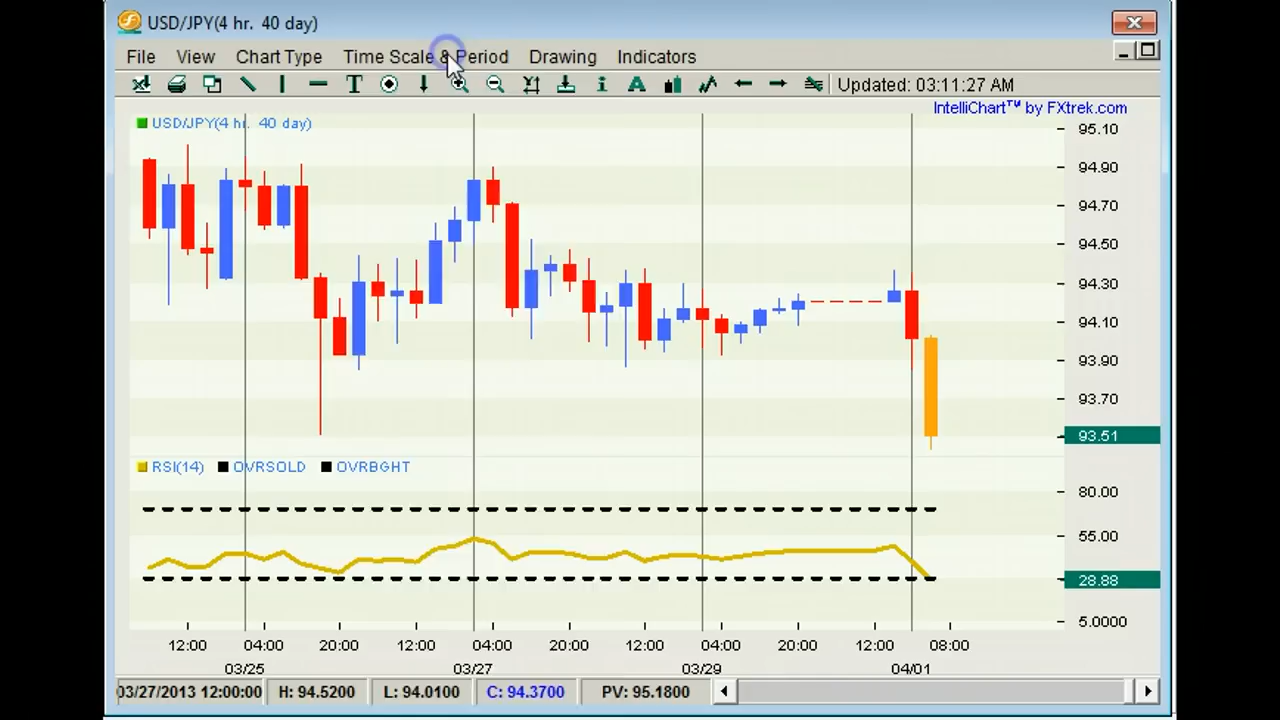 USD/JPY(4 hr.  40 day)
File View Chart Type Time Scale & Period Drawing Indicators
Updated: 03:11:27 AM
IntelliChart™ by FXtrek.com
USD/JPY(4 hr.  40 day)
95.10
94.90
94.70
94.50
94.30
94.10
93.90
93.70
93.51
RSI(14) OVRSOLD OVRBGHT
80.00
55.00
28.88
5.0000
12:00 04:00 20:00 12:00 04:00 20:00 12:00 04:00 20:00 12:00 08:00
03/25 03/27 03/29 04/01
03/27/2013 12:00:00 H: 94.5200 L: 94.0100 C: 94.3700 PV: 95.1800